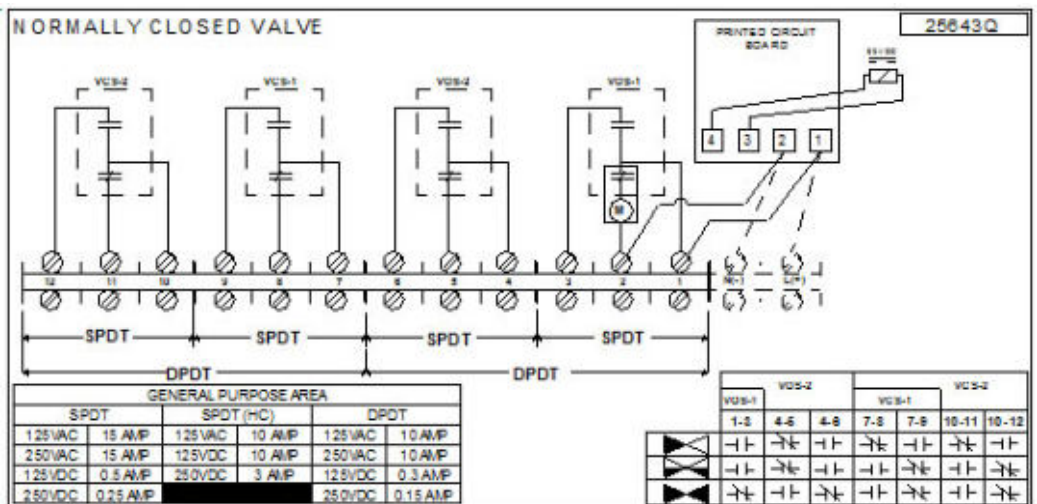 NORMALLY CLOSED VALVE
25643Q
PRINTED CIRCUIT
BOARD
VCS-2
VCS-1
VOS-2
VOS-1
4 3 2 1
M
12 11 10 9 8 7 6 5 4 3 2 1 N(-) L(+)
SPDT SPDT SPDT SPDT
DPDT DPDT
GENERAL PURPOSE AREA
SPDT SPDT (HC) DPDT
125VAC 15 AMP 125VAC 10 AMP 125VAC 10 AMP
250VAC 15 AMP 125VDC 10 AMP 250VAC 10 AMP
125VDC 0.5 AMP 250VDC 3 AMP 125VDC 0.3 AMP
250VDC 0.25 AMP 250VDC 0.15 AMP
VOS-2 VCS-2
VOS-1 VCS-1
1-3 4-5 4-6 7-8 7-9 10-11 10-12